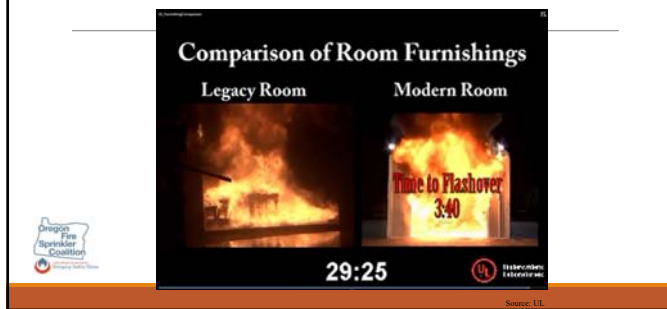 Comparison of Room Furnishings
Legacy Room
Modern Room
Time to Flashover
3:40
Oregon
Fire
Sprinkler
Coalition
29:25
UL
Underwriters
Laboratories
Source: UL